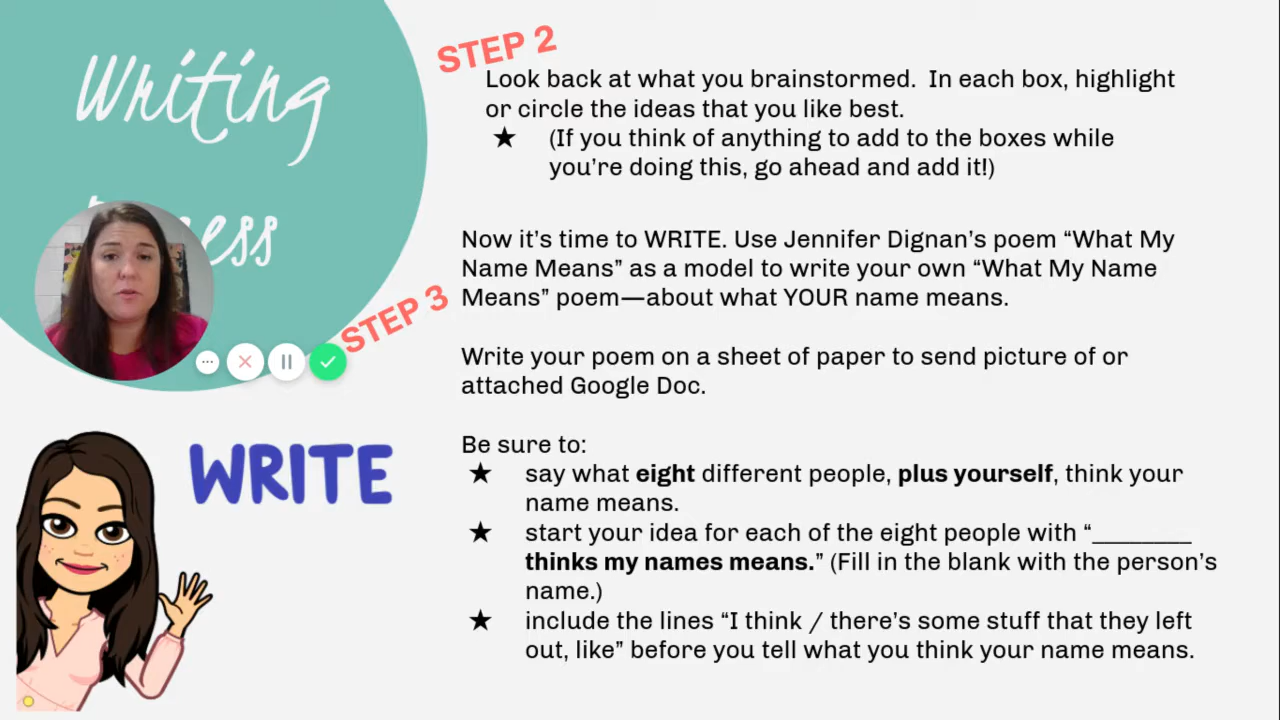 Writing
STEP 2
Look back at what you brainstormed.  In each box, highlight
or circle the ideas that you like best.
★ (If you think of anything to add to the boxes while
you’re doing this, go ahead and add it!)
STEP 3
Now it’s time to WRITE. Use Jennifer Dignan’s poem “What My
Name Means” as a model to write your own “What My Name
Means” poem—about what YOUR name means.
Write your poem on a sheet of paper to send picture of or
attached Google Doc.
WRITE
Be sure to:
★ say what eight different people, plus yourself, think your
name means.
★ start your idea for each of the eight people with “________
thinks my names means.” (Fill in the blank with the person’s
name.)
★ include the lines “I think / there’s some stuff that they left
out, like” before you tell what you think your name means.